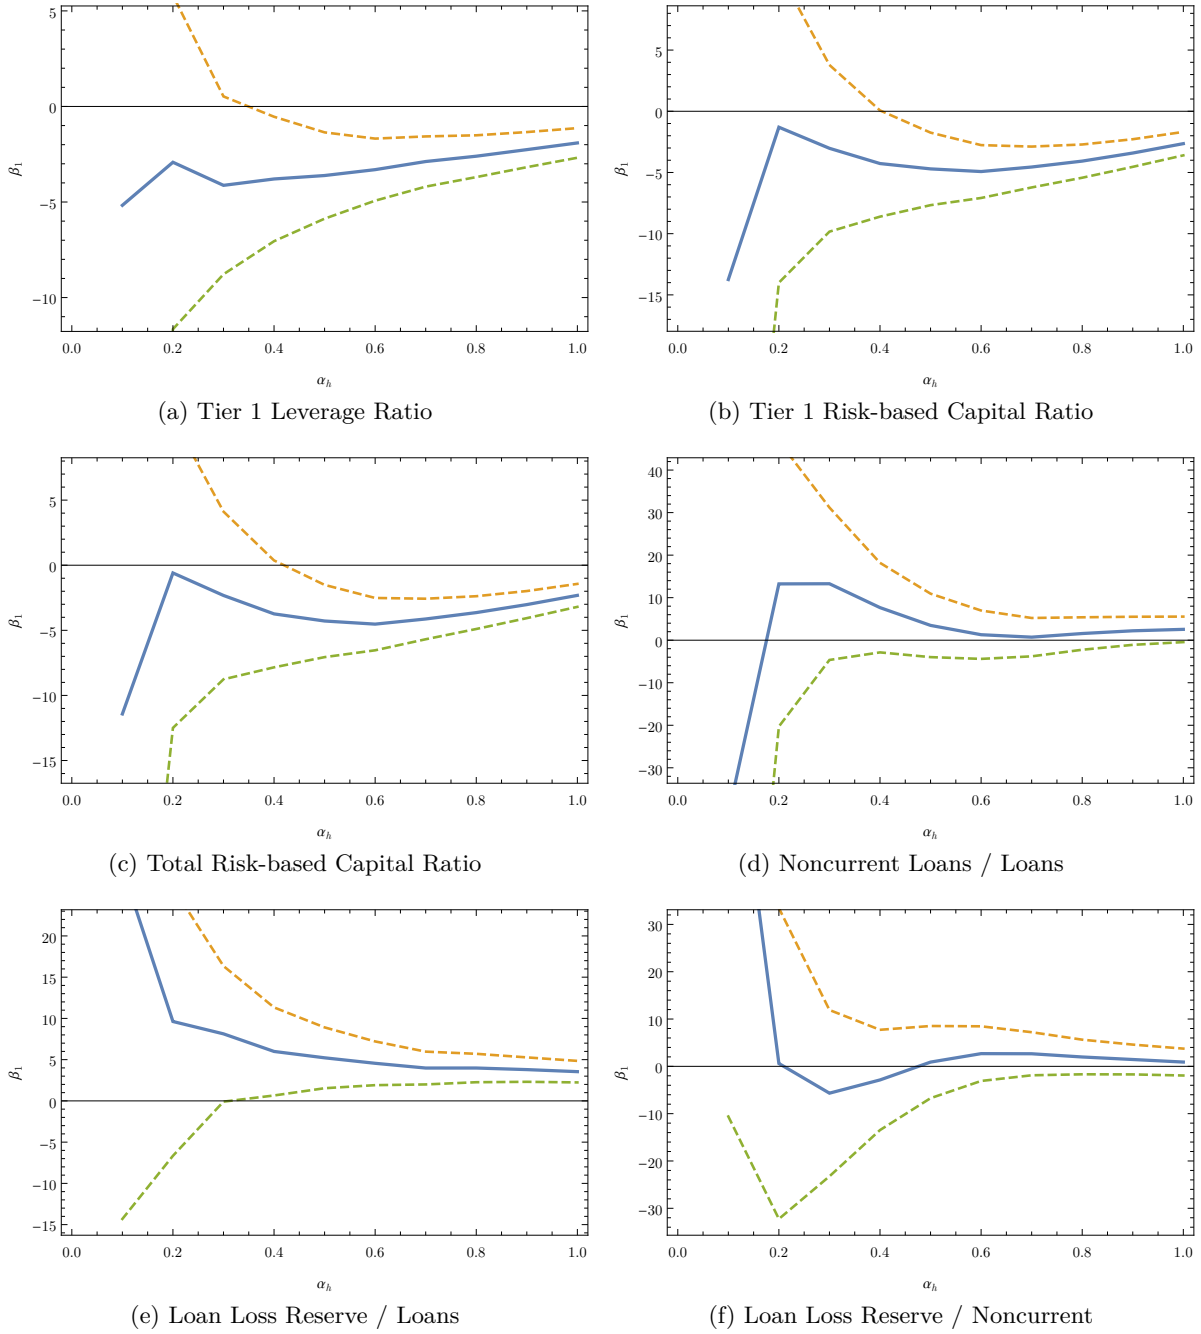 5
0
−5
−10
β₁
0.0 0.2 0.4 0.6 0.8 1.0
αₕ
(a) Tier 1 Leverage Ratio
5
0
−5
−10
−15
β₁
0.0 0.2 0.4 0.6 0.8 1.0
αₕ
(b) Tier 1 Risk-based Capital Ratio
5
0
−5
−10
−15
β₁
0.0 0.2 0.4 0.6 0.8 1.0
αₕ
(c) Total Risk-based Capital Ratio
40
30
20
10
0
−10
−20
−30
β₁
0.0 0.2 0.4 0.6 0.8 1.0
αₕ
(d) Noncurrent Loans / Loans
20
15
10
5
0
−5
−10
−15
β₁
0.0 0.2 0.4 0.6 0.8 1.0
αₕ
(e) Loan Loss Reserve / Loans
30
20
10
0
−10
−20
−30
β₁
0.0 0.2 0.4 0.6 0.8 1.0
αₕ
(f) Loan Loss Reserve / Noncurrent